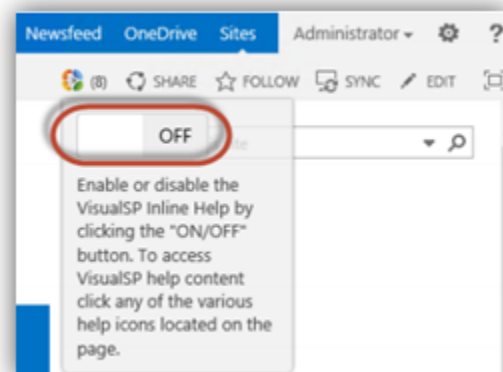 Newsfeed OneDrive Sites Administrator ?
(8) SHARE FOLLOW SYNC EDIT
OFF
Enable or disable the
VisualSP Inline Help by
clicking the "ON/OFF"
button. To access
VisualSP help content
click any of the various
help icons located on the
page.